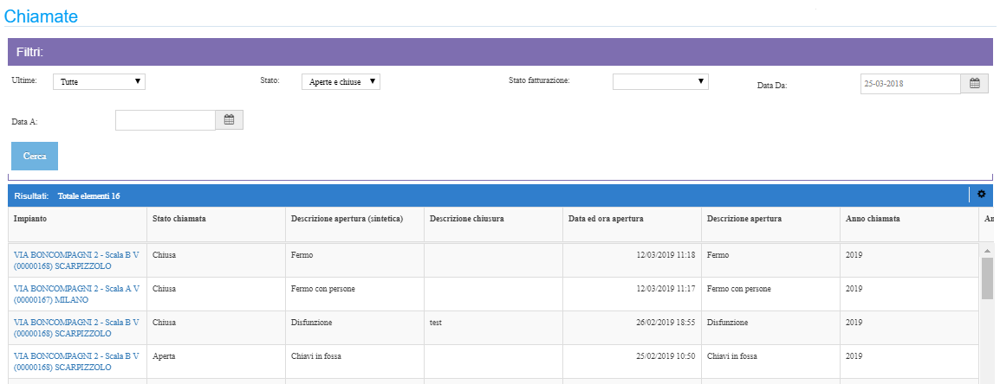 Chiamate
Filtri:
Ultime: Tutte Stato: Aperte e chiuse Stato fatturazione: Data Da: 25-03-2018
Data A:
Cerca
Risultati: Totale elementi 16
Impianto Stato chiamata Descrizione apertura (sintetica) Descrizione chiusura Data ed ora apertura Descrizione apertura Anno chiamata An
VIA BONCOMPAGNI 2 - Scala B V Chiusa Fermo 12/03/2019 11:18 Fermo 2019
(00000168) SCARPIZZOLO
VIA BONCOMPAGNI 2 - Scala A V Chiusa Fermo con persone 12/03/2019 11:17 Fermo con persone 2019
(00000167) MILANO
VIA BONCOMPAGNI 2 - Scala B V Chiusa Disfunzione test 26/02/2019 18:55 Disfunzione 2019
(00000168) SCARPIZZOLO
VIA BONCOMPAGNI 2 - Scala B V Aperta Chiavi in fossa 25/02/2019 10:50 Chiavi in fossa 2019
(00000168) SCARPIZZOLO